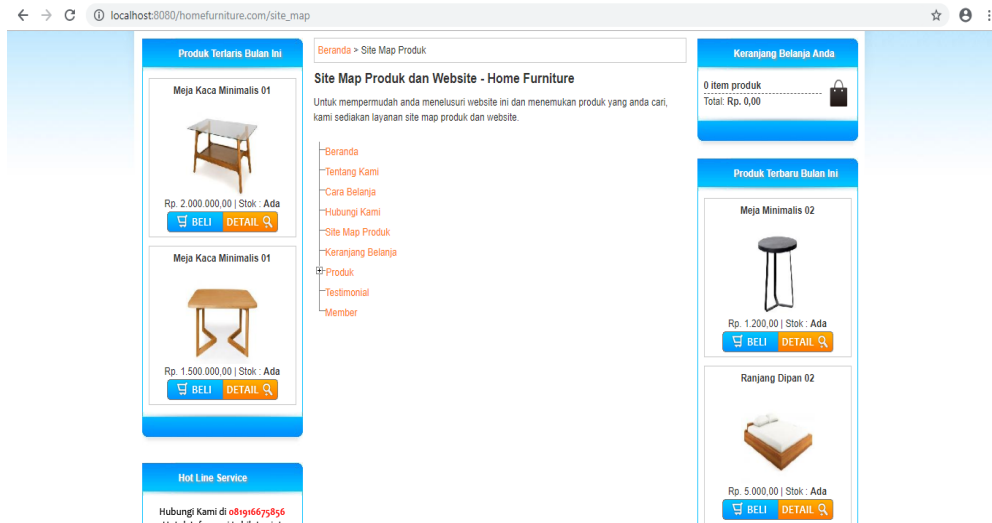 localhost:8080/homefurniture.com/site_map
Produk Terlaris Bulan Ini
Meja Kaca Minimalis 01
Rp. 2.000.000,00 | Stok : Ada
BELI DETAIL
Meja Kaca Minimalis 01
Rp. 1.500.000,00 | Stok : Ada
BELI DETAIL
Hot Line Service
Hubungi Kami di 081916675856
Beranda > Site Map Produk
Site Map Produk dan Website - Home Furniture
Untuk mempermudah anda menelusuri website ini dan menemukan produk yang anda cari,
kami sediakan layanan site map produk dan website.
Beranda
Tentang Kami
Cara Belanja
Hubungi Kami
Site Map Produk
Keranjang Belanja
Produk
Testimonial
Member
Keranjang Belanja Anda
0 item produk
Total: Rp. 0,00
Produk Terbaru Bulan Ini
Meja Minimalis 02
Rp. 1.200,00 | Stok : Ada
BELI DETAIL
Ranjang Dipan 02
Rp. 5.000,00 | Stok : Ada
BELI DETAIL